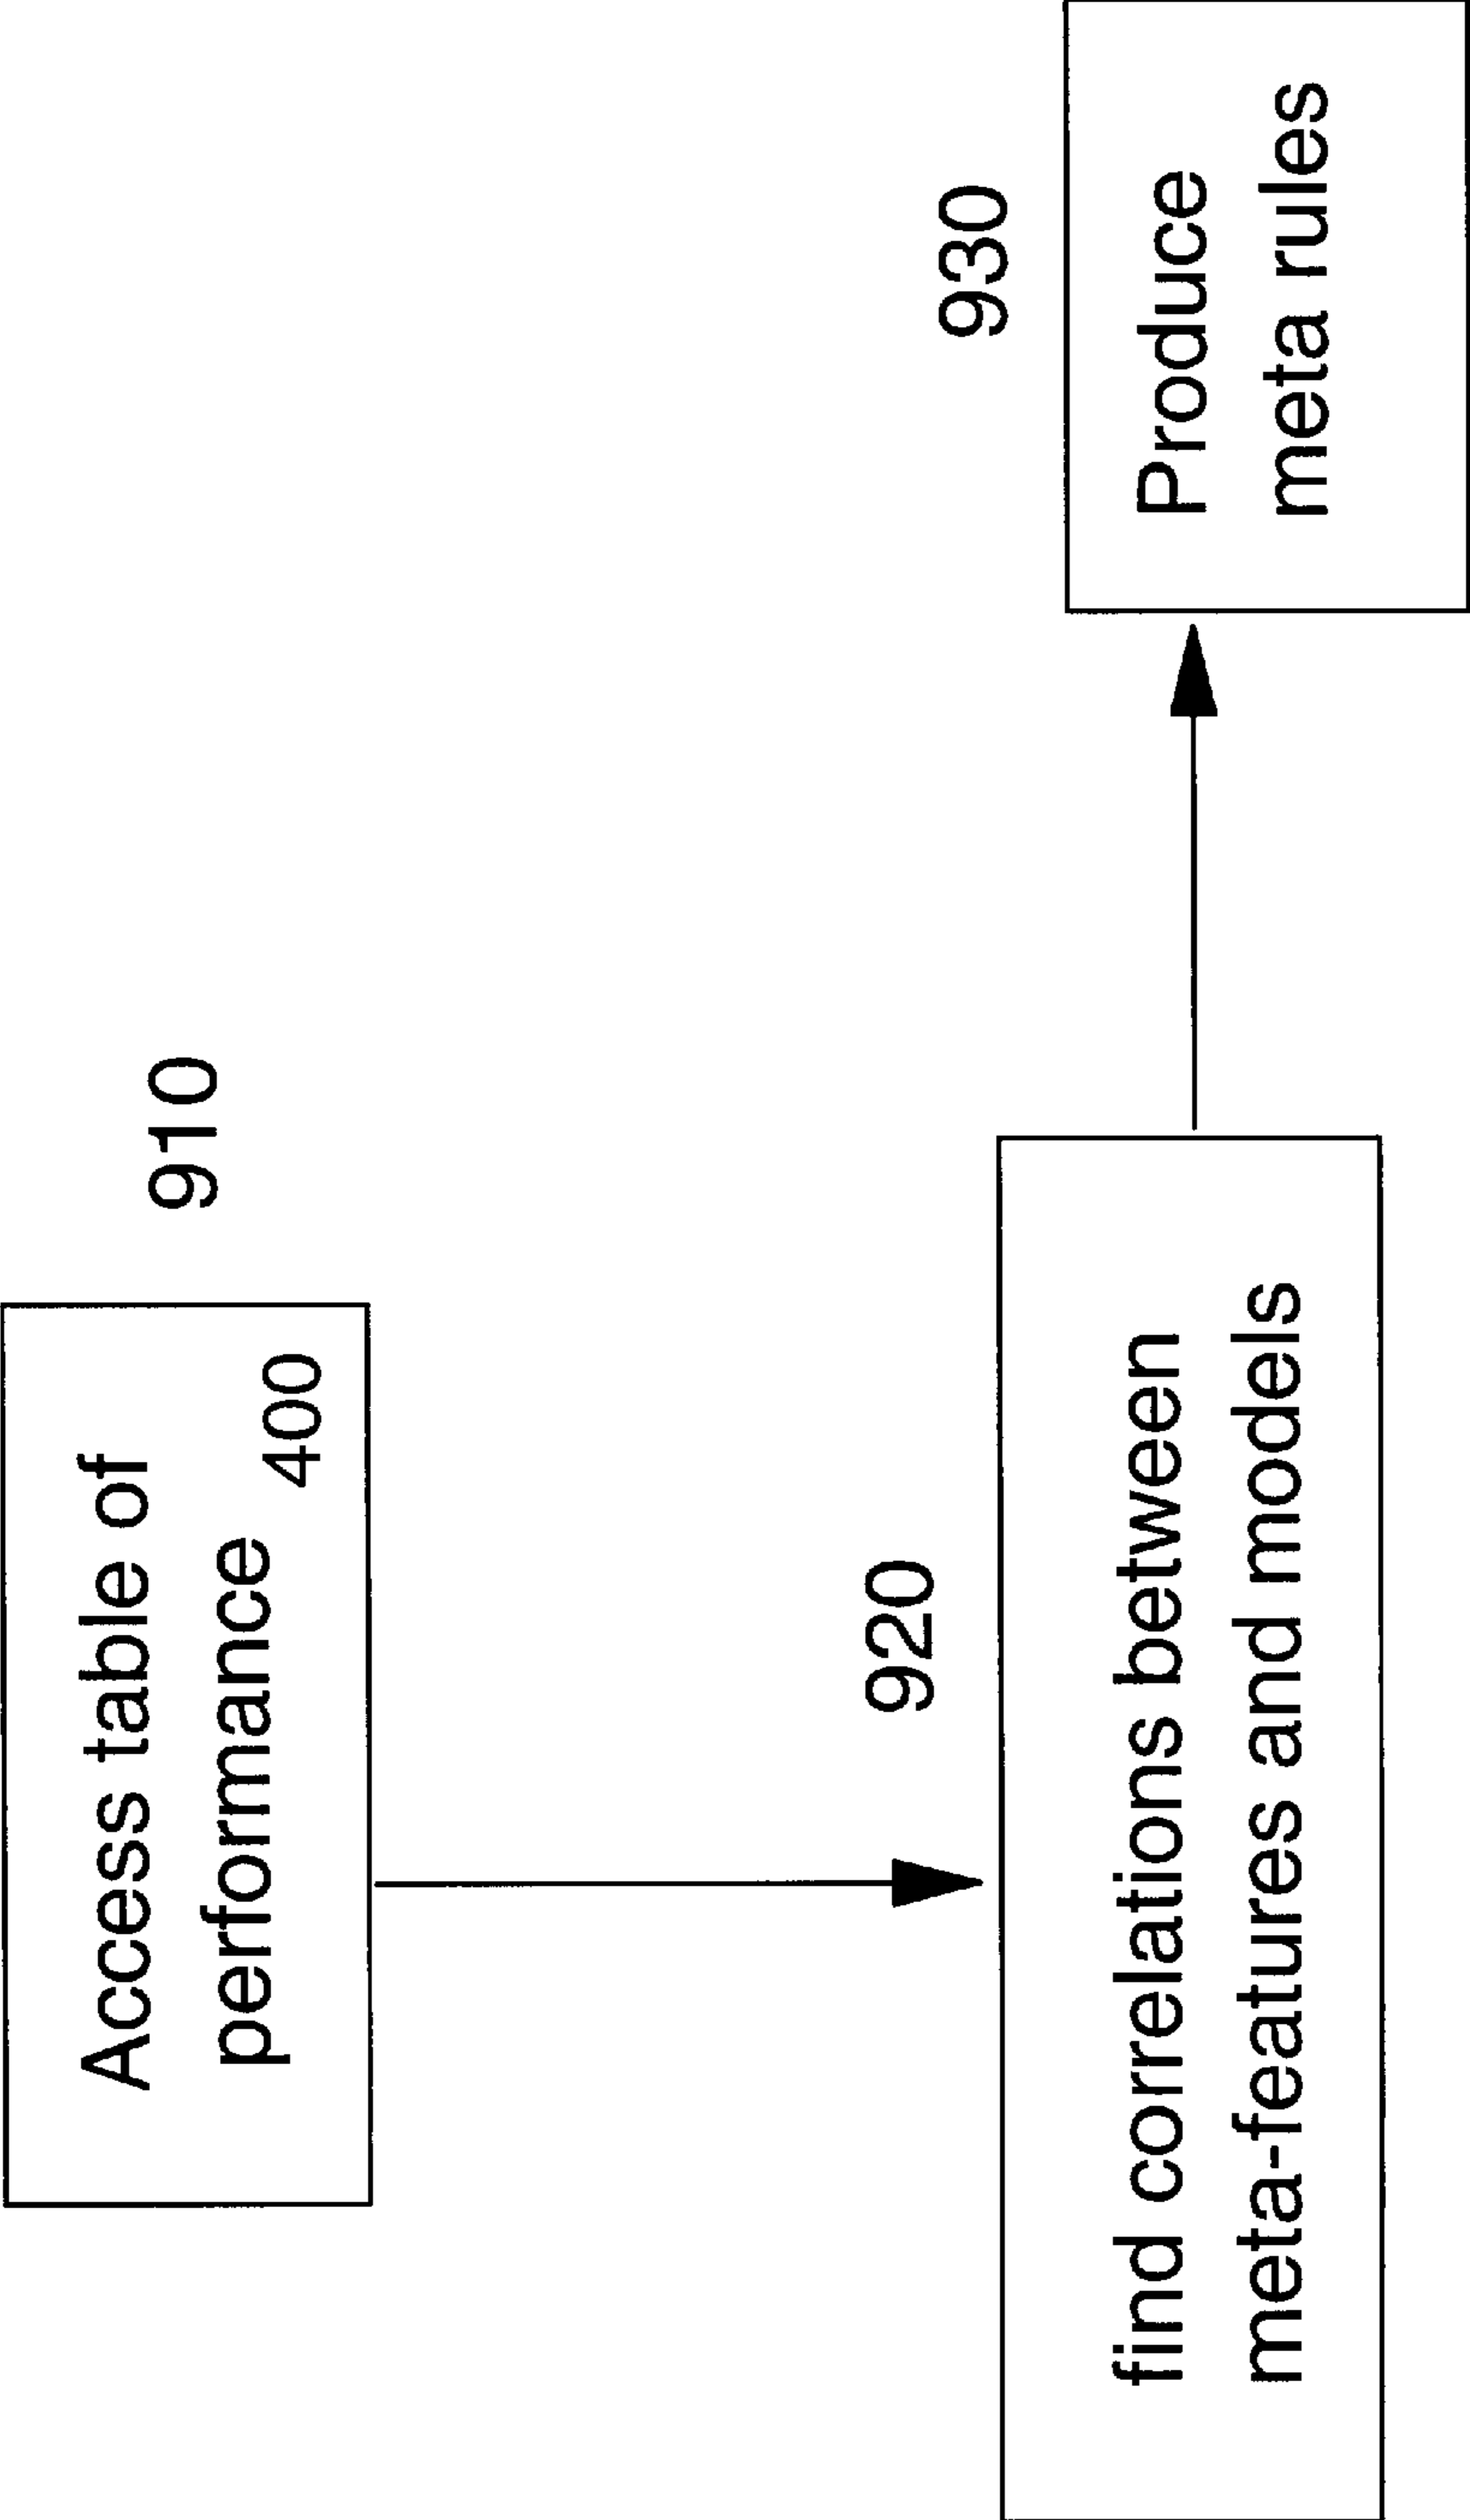 Access table of
performance
400
910
920
find correlations between
meta-features and models
930
Produce
meta rules